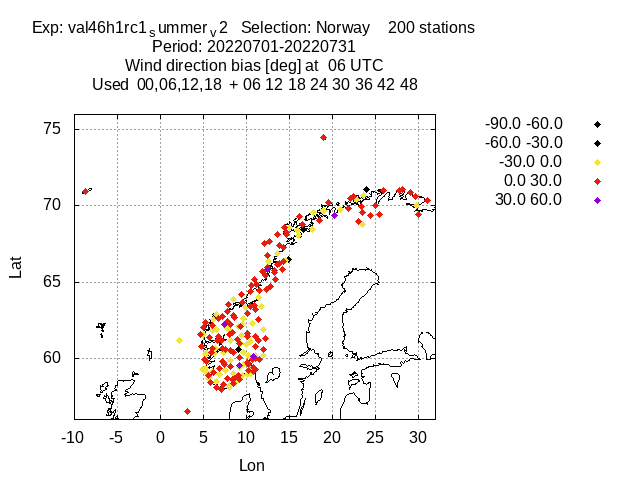 Exp: val46h1rc1summerv2 Selection: Norway 200 stations
Period: 20220701-20220731
Wind direction bias [deg] at 06 UTC
Used 00,06,12,18 + 06 12 18 24 30 36 42 48
-90.0 -60.0
-60.0 -30.0
-30.0 0.0
0.0 30.0
30.0 60.0
75
70
65
60
Lat
-10 -5 0 5 10 15 20 25 30
Lon